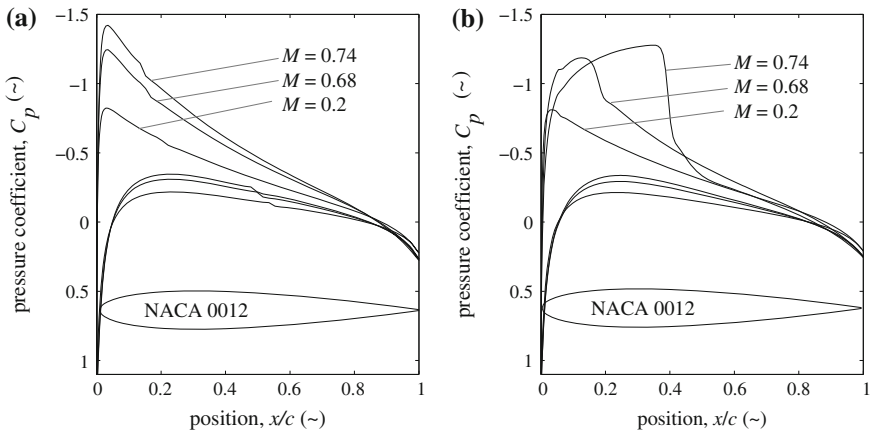 (a)
−1.5
−1
−0.5
0
0.5
1
pressure coefficient, C_p (~)
M = 0.74
M = 0.68
M = 0.2
NACA 0012
0 0.2 0.4 0.6 0.8 1
position, x/c (~)
(b)
−1.5
−1
−0.5
0
0.5
1
pressure coefficient, C_p (~)
M = 0.74
M = 0.68
M = 0.2
NACA 0012
0 0.2 0.4 0.6 0.8 1
position, x/c (~)